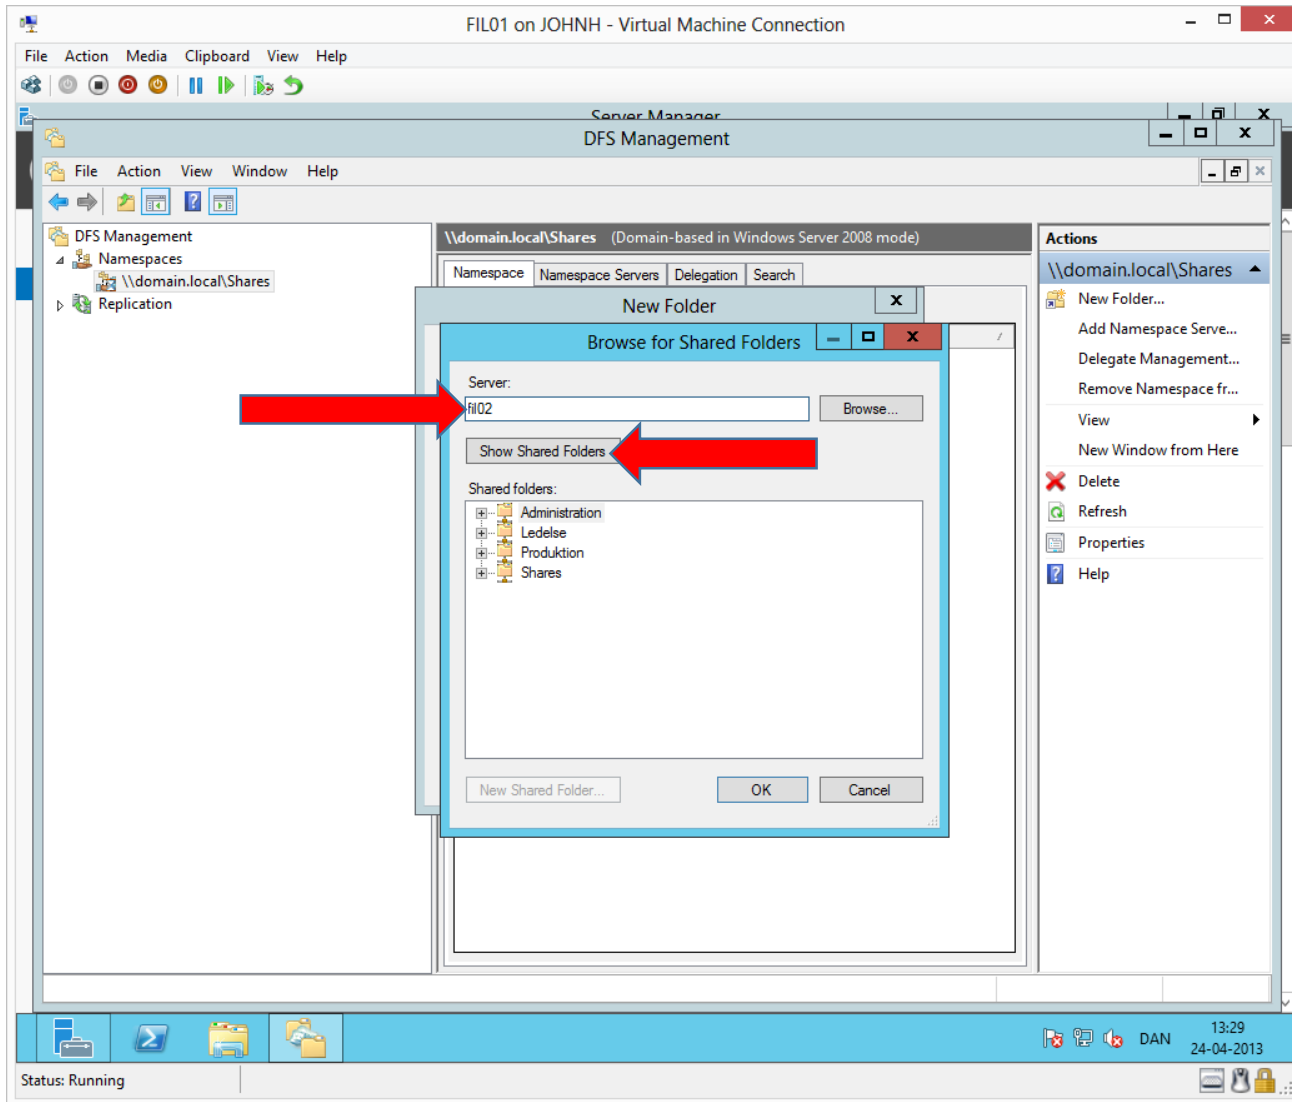 FIL01 on JOHNH - Virtual Machine Connection
File Action Media Clipboard View Help
Server Manager
DFS Management
File Action View Window Help
DFS Management
Namespaces
\\domain.local\Shares
Replication
\\domain.local\Shares (Domain-based in Windows Server 2008 mode)
Namespace Namespace Servers Delegation Search
New Folder
Browse for Shared Folders
Server:
fil02
Browse...
Show Shared Folders
Shared folders:
Administration
Ledelse
Produktion
Shares
New Shared Folder...
OK
Cancel
Actions
\\domain.local\Shares
New Folder...
Add Namespace Serve...
Delegate Management...
Remove Namespace fr...
View
New Window from Here
Delete
Refresh
Properties
Help
DAN
13:29
24-04-2013
Status: Running